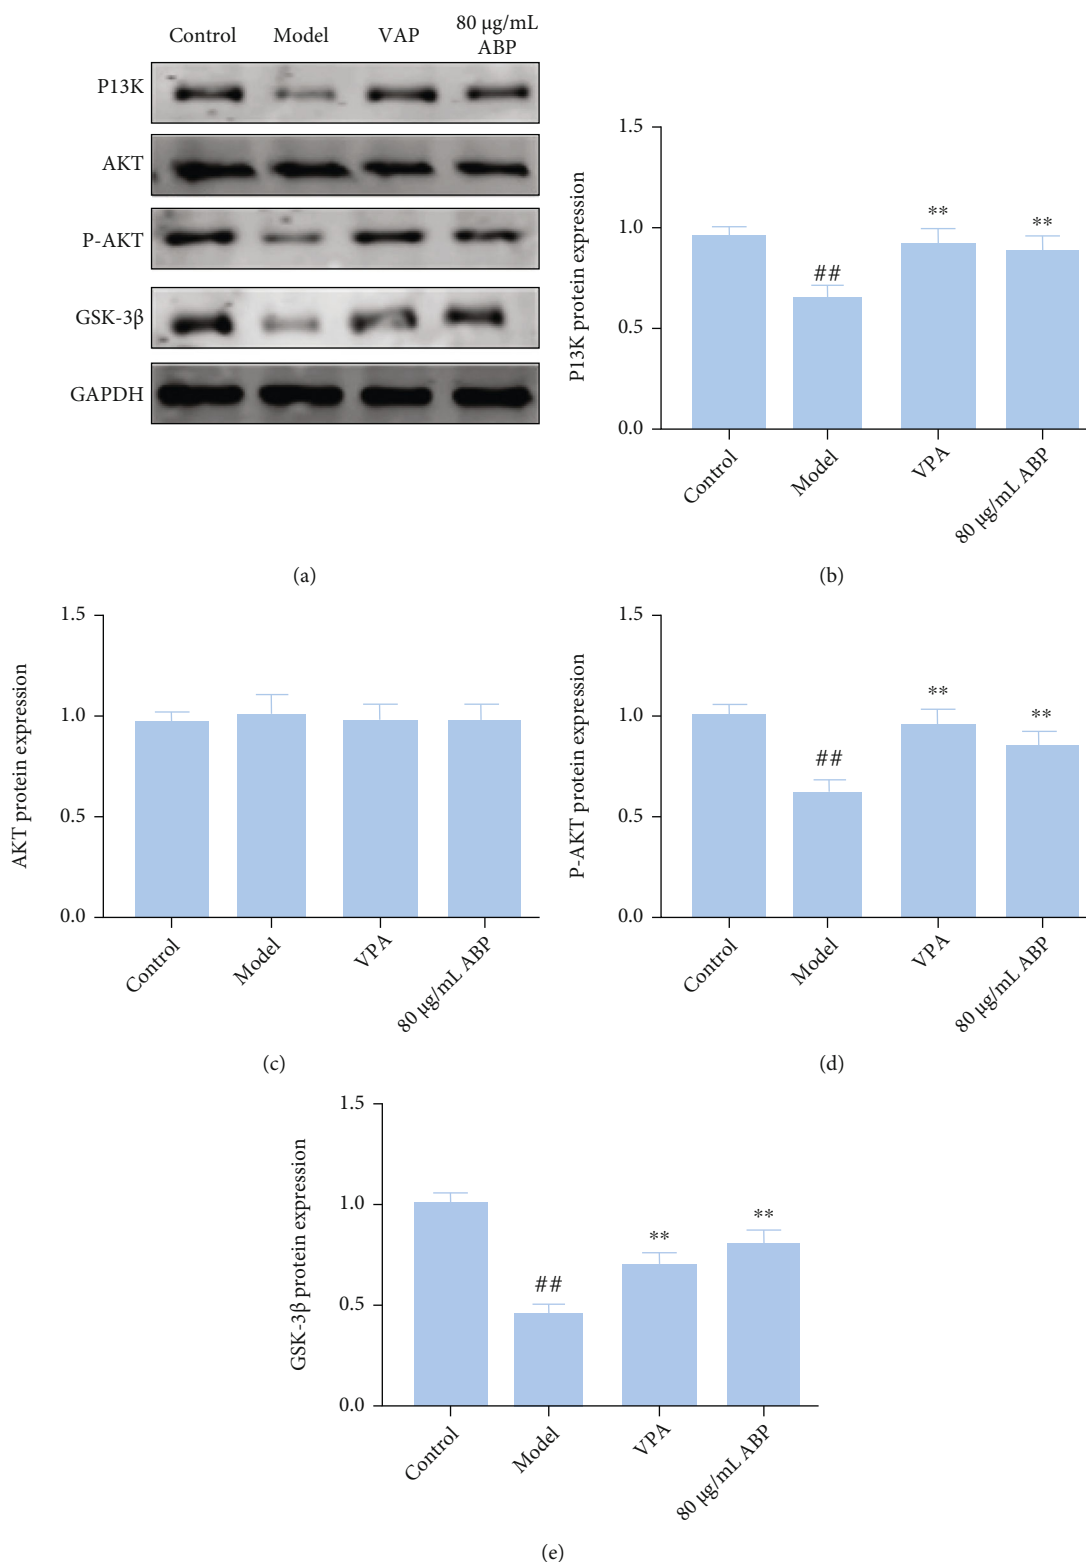 Control Model VAP 80 µg/mL
ABP
P13K
AKT
P-AKT
GSK-3β
GAPDH
(a)
P13K protein expression
1.5
1.0
0.5
0.0
##
**
**
Control
Model
VPA
80 µg/mL ABP
(b)
AKT protein expression
1.5
1.0
0.5
0.0
Control
Model
VPA
80 µg/mL ABP
(c)
P-AKT protein expression
1.5
1.0
0.5
0.0
##
**
**
Control
Model
VPA
80 µg/mL ABP
(d)
GSK-3β protein expression
1.5
1.0
0.5
0.0
##
**
**
Control
Model
VPA
80 µg/mL ABP
(e)